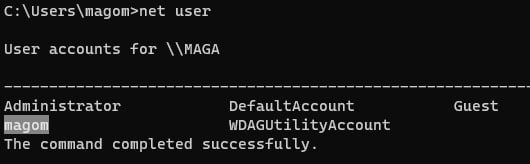 C:\Users\magom>net user
User accounts for \\MAGA
-------------------------------------------------------------------------------
Administrator            DefaultAccount           Guest
magom                    WDAGUtilityAccount
The command completed successfully.